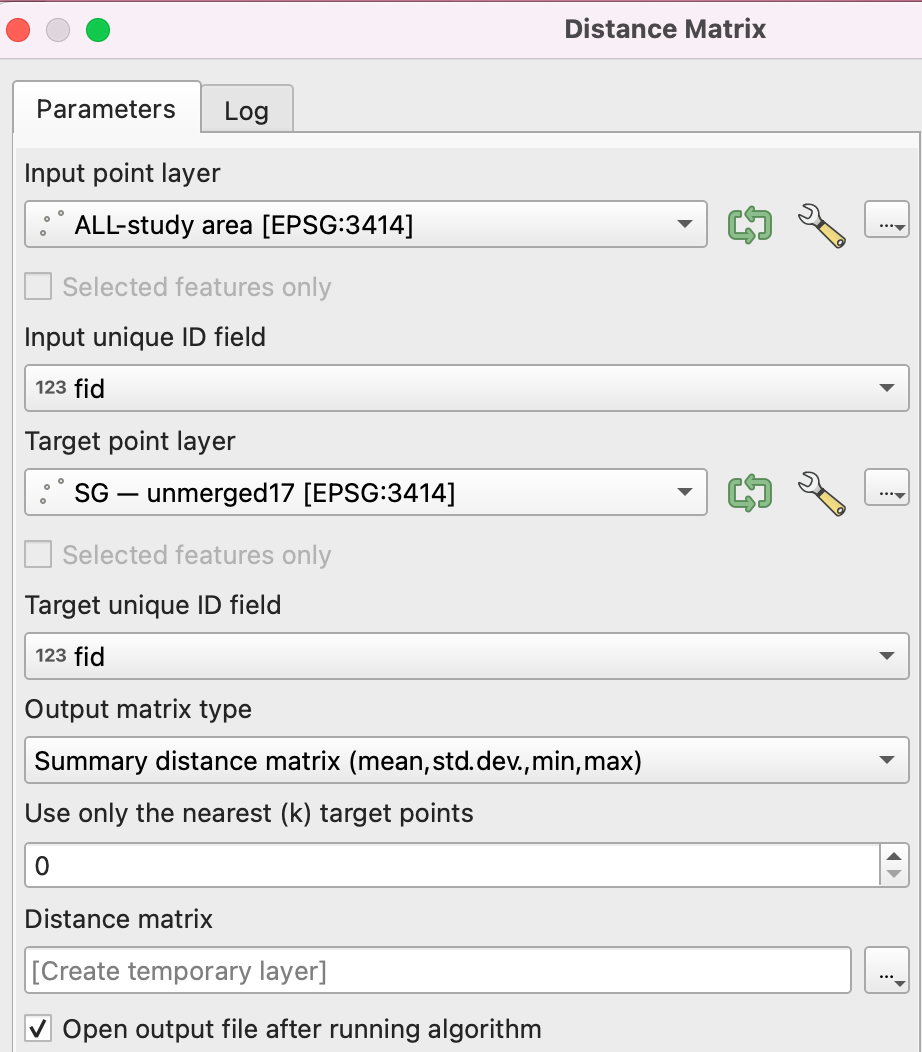 Distance Matrix
Parameters
Log
Input point layer
ALL-study area [EPSG:3414]
...
Selected features only
Input unique ID field
123 fid
Target point layer
SG — unmerged17 [EPSG:3414]
...
Selected features only
Target unique ID field
123 fid
Output matrix type
Summary distance matrix (mean,std.dev.,min,max)
Use only the nearest (k) target points
0
Distance matrix
[Create temporary layer]
...
Open output file after running algorithm